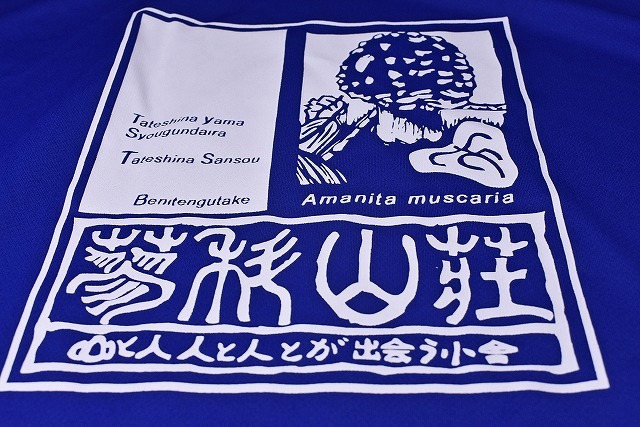 Tateshina yama
Syougundaira
Tateshina Sansou
Benitengutake
Amanita muscaria
蓼科山荘
山と人人と人とが出会う小舎